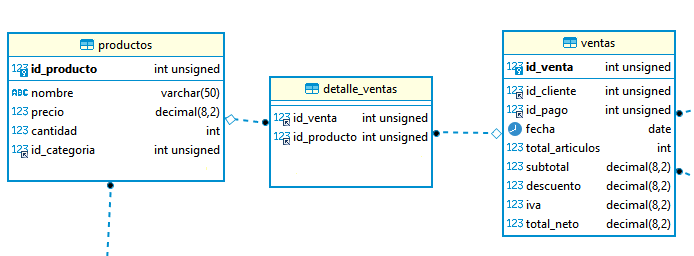 productos
123 id_producto int unsigned
ABC nombre varchar(50)
123 precio decimal(8,2)
123 cantidad int
123 id_categoria int unsigned
detalle_ventas
123 id_venta int unsigned
123 id_producto int unsigned
ventas
123 id_venta int unsigned
123 id_cliente int unsigned
123 id_pago int unsigned
fecha date
123 total_articulos int
123 subtotal decimal(8,2)
123 descuento decimal(8,2)
123 iva decimal(8,2)
123 total_neto decimal(8,2)